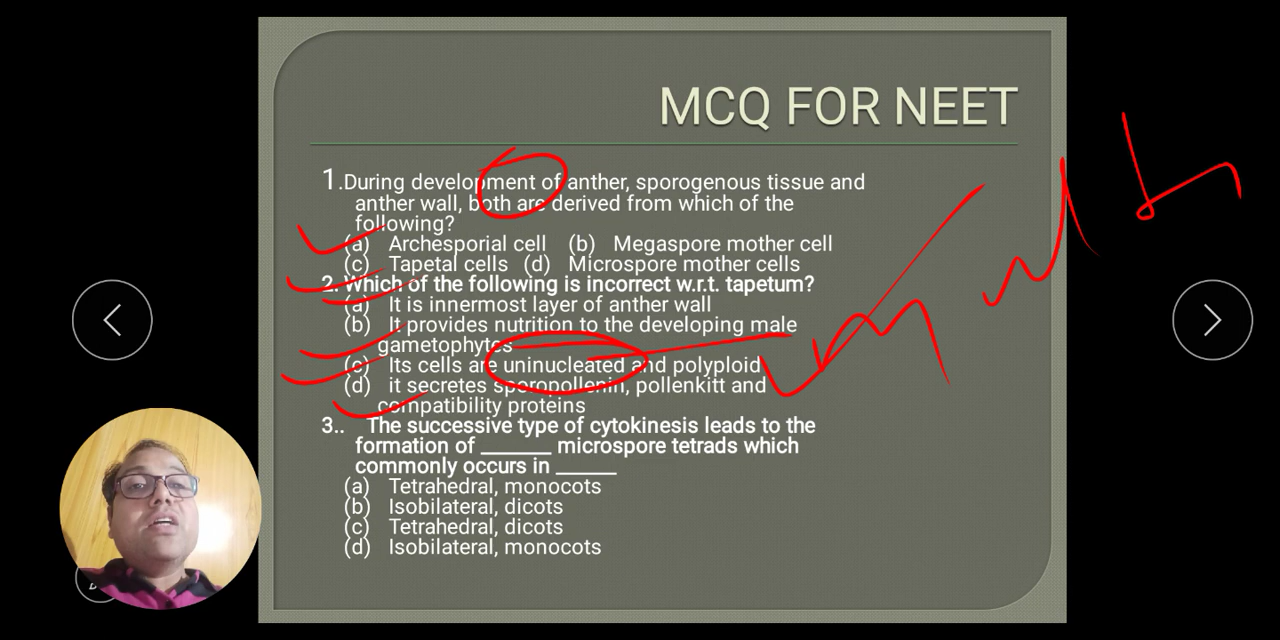 MCQ FOR NEET
1.During development of anther, sporogenous tissue and
anther wall, both are derived from which of the
following?
(a) Archesporial cell (b) Megaspore mother cell
(c) Tapetal cells (d) Microspore mother cells
2. Which of the following is incorrect w.r.t. tapetum?
(a) It is innermost layer of anther wall
(b) It provides nutrition to the developing male
gametophytes
(c) Its cells are uninucleated and polyploid
(d) it secretes sporopollenin, pollenkitt and
compatibility proteins
3.. The successive type of cytokinesis leads to the
formation of ______ microspore tetrads which
commonly occurs in _____
(a) Tetrahedral, monocots
(b) Isobilateral, dicots
(c) Tetrahedral, dicots
(d) Isobilateral, monocots